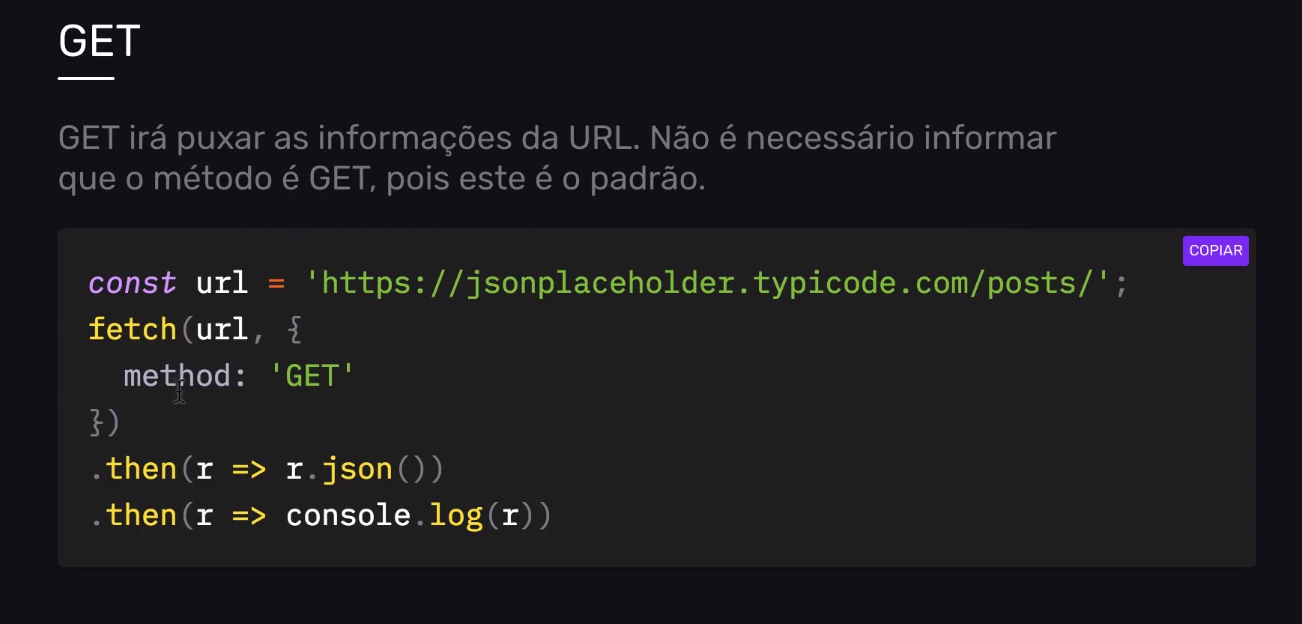 GET
GET irá puxar as informações da URL. Não é necessário informar
que o método é GET, pois este é o padrão.
COPIAR
const url = 'https://jsonplaceholder.typicode.com/posts/';
fetch(url, {
  method: 'GET'
})
.then(r => r.json())
.then(r => console.log(r))